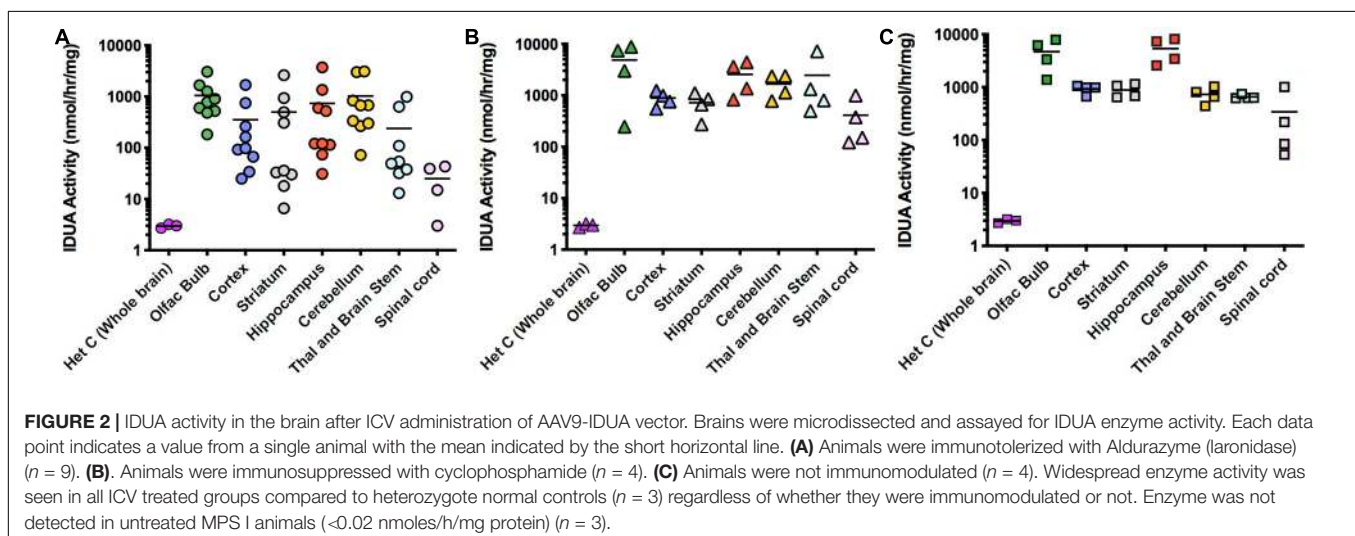 A
IDUA Activity (nmol/hr/mg)
10000
1000
100
10
1
Het C (Whole brain)
Olfac Bulb
Cortex
Striatum
Hippocampus
Cerebellum
Thal and Brain Stem
Spinal cord
B
IDUA Activity (nmol/hr/mg)
10000
1000
100
10
1
Het C (Whole brain)
Olfac Bulb
Cortex
Striatum
Hippocampus
Cerebellum
Thal and Brain Stem
Spinal cord
C
IDUA Activity (nmol/hr/mg)
10000
1000
100
10
1
Het C (Whole brain)
Olfac Bulb
Cortex
Striatum
Hippocampus
Cerebellum
Thal and Brain Stem
Spinal cord
FIGURE 2 | IDUA activity in the brain after ICV administration of AAV9-IDUA vector. Brains were microdissected and assayed for IDUA enzyme activity. Each data
point indicates a value from a single animal with the mean indicated by the short horizontal line. (A) Animals were immunotolerized with Aldurazyme (laronidase)
(n = 9). (B). Animals were immunosuppressed with cyclophosphamide (n = 4). (C) Animals were not immunomodulated (n = 4). Widespread enzyme activity was
seen in all ICV treated groups compared to heterozygote normal controls (n = 3) regardless of whether they were immunomodulated or not. Enzyme was not
detected in untreated MPS I animals (<0.02 nmoles/h/mg protein) (n = 3).